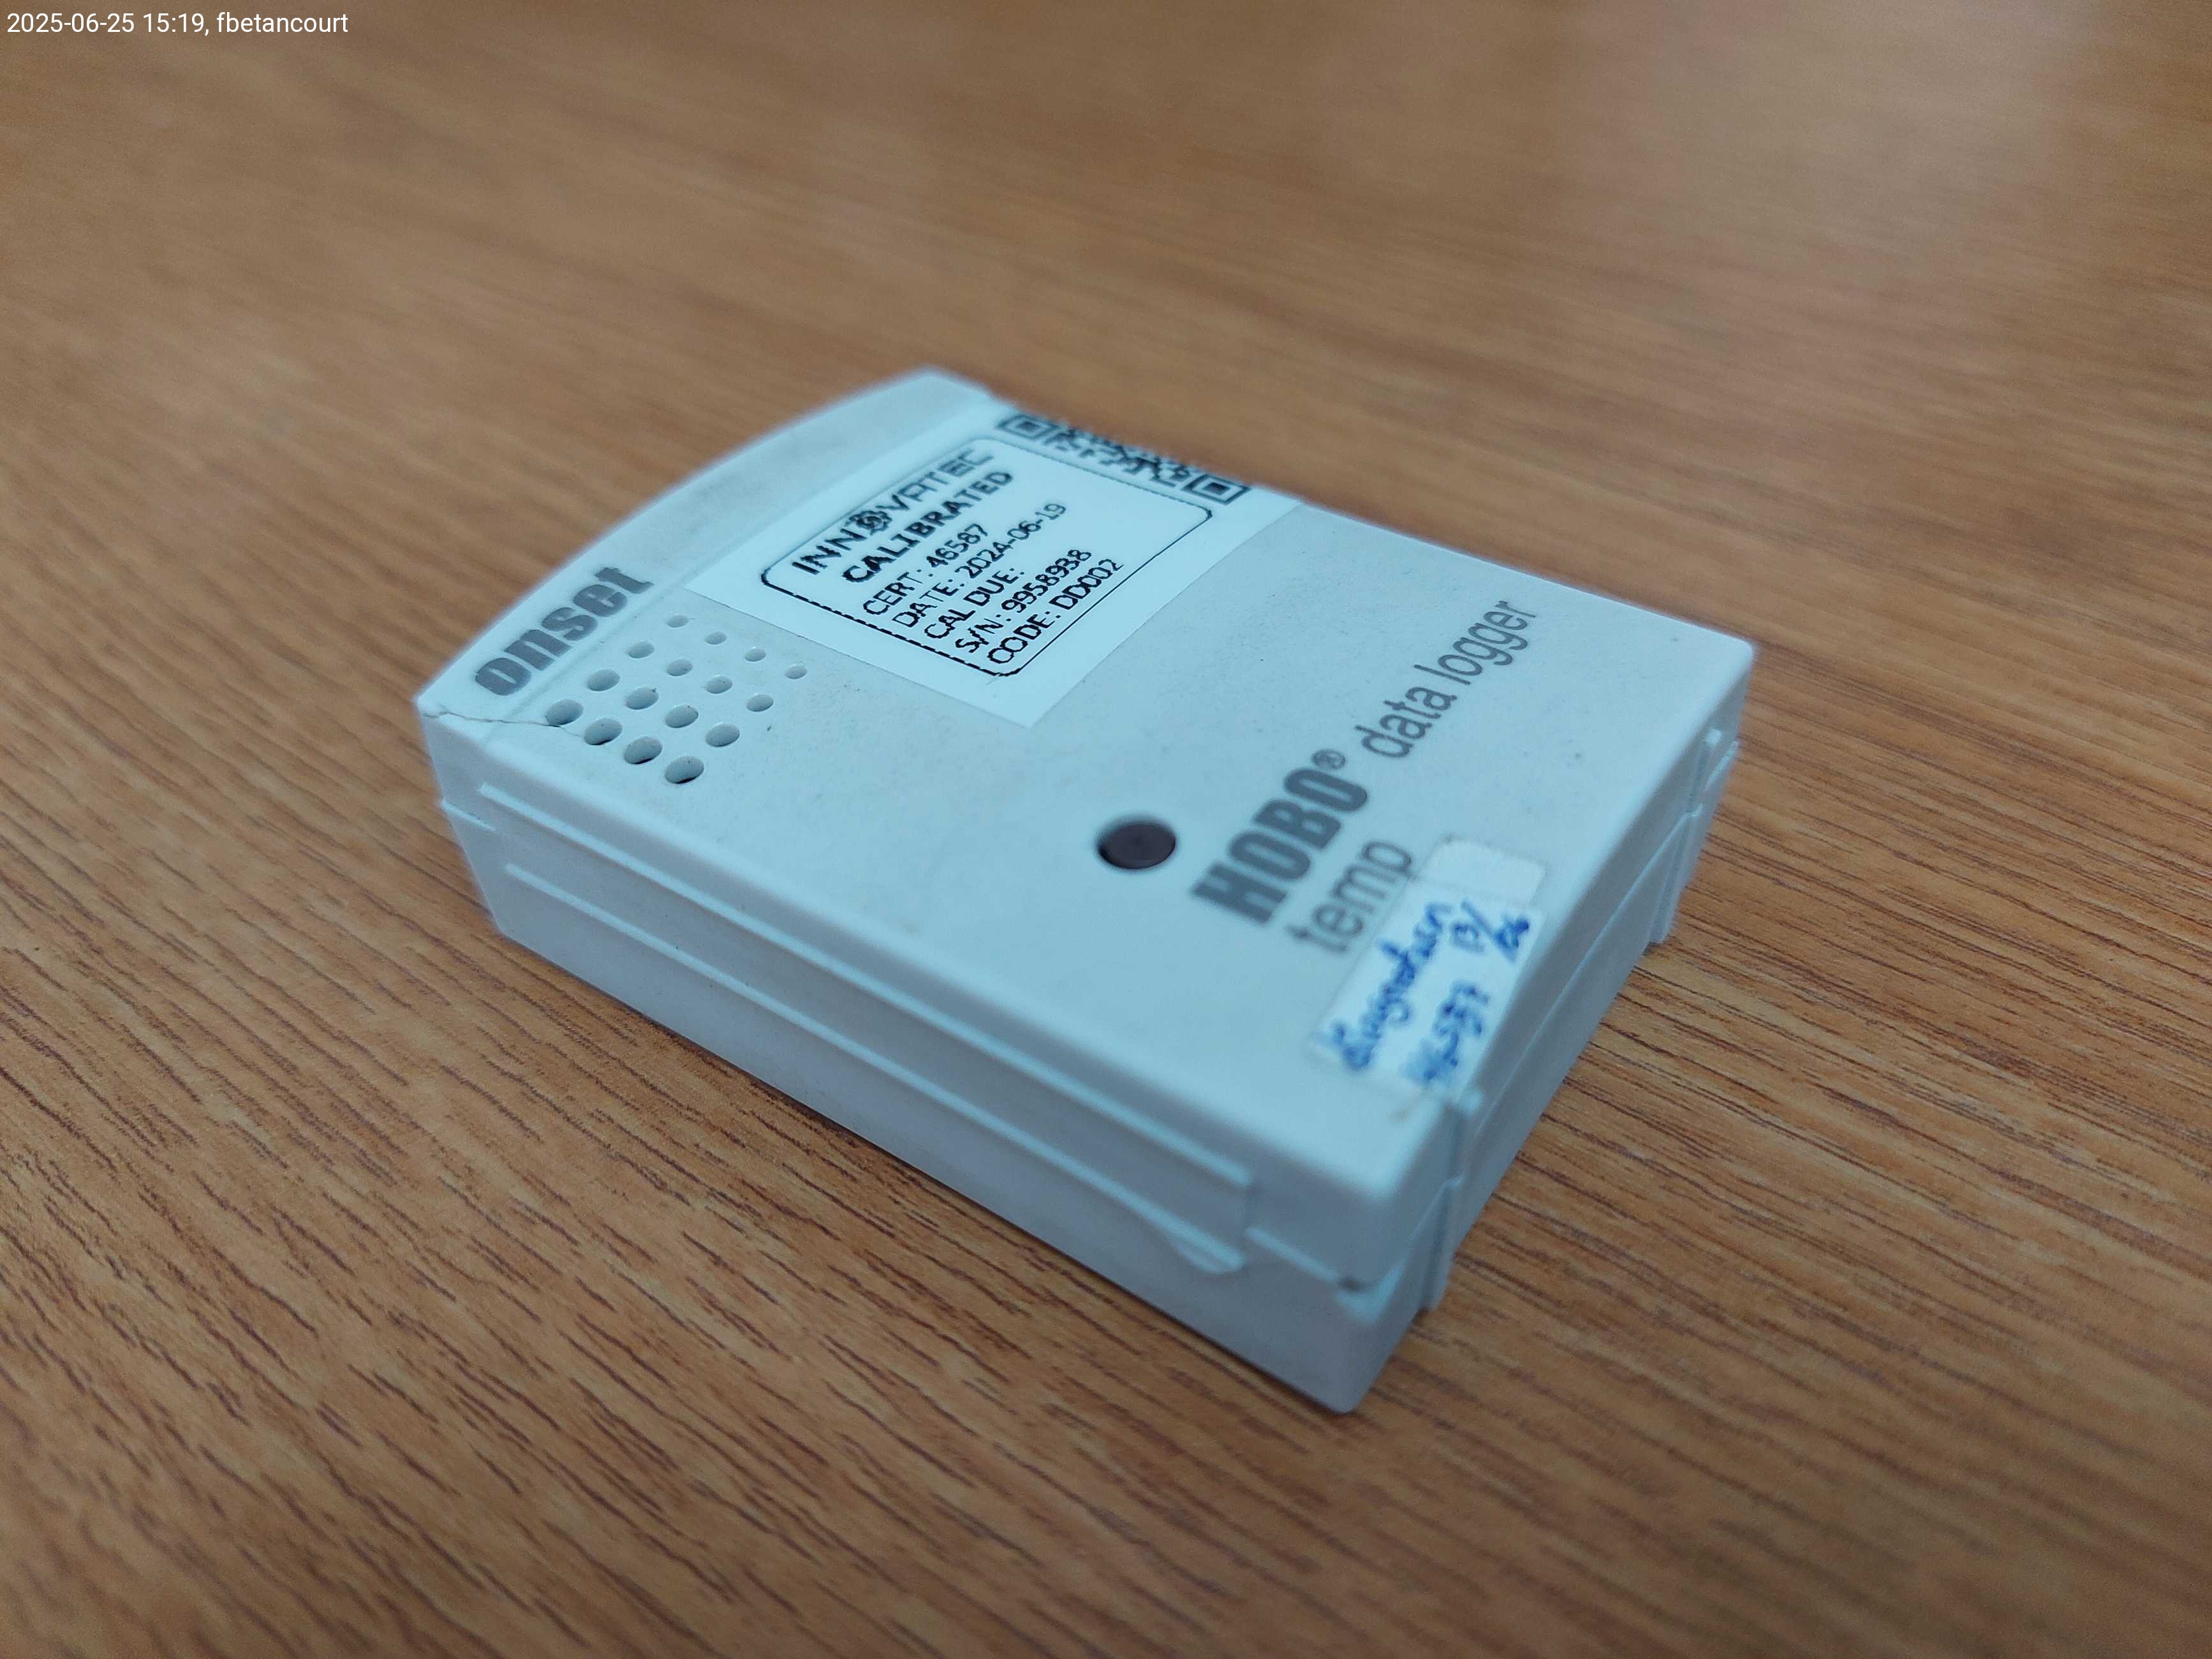 2025-06-25 15:19, fbetancourt
onset
INNOVATEC
CALIBRATED
CERT: 46587
DATE: 2024-06-19
CAL DUE:
S/N: 9958938
CODE: DD002
HOBO® data logger
temp